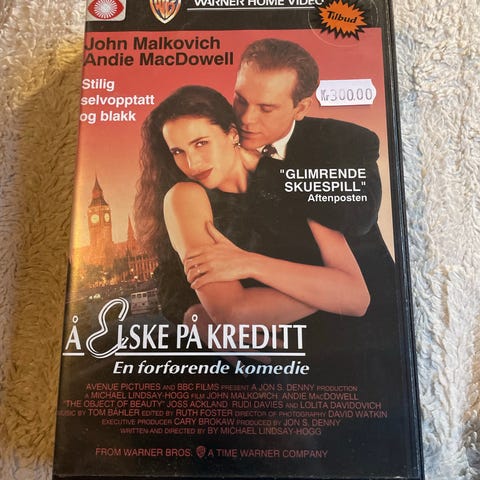 WARNER HOME VIDEO
Tilbud
John Malkovich
Andie MacDowell
Stilig
selvopptatt
og blakk
Kr300.00
"GLIMRENDE
SKUESPILL"
Aftenposten
Å ELSKE PÅ KREDITT
En forførende komedie
AVENUE PICTURES AND BBC FILMS PRESENT A JON S. DENNY PRODUCTION
A MICHAEL LINDSAY-HOGG FILM JOHN MALKOVICH ANDIE MacDOWELL
"THE OBJECT OF BEAUTY" JOSS ACKLAND RUDI DAVIES AND LOLITA DAVIDOVICH
MUSIC BY TOM BÄHLER EDITED BY RUTH FOSTER DIRECTOR OF PHOTOGRAPHY DAVID WATKIN
EXECUTIVE PRODUCER CARY BROKAW PRODUCED BY JON S. DENNY
WRITTEN AND DIRECTED BY BY MICHAEL LINDSAY-HOGG
FROM WARNER BROS. A TIME WARNER COMPANY